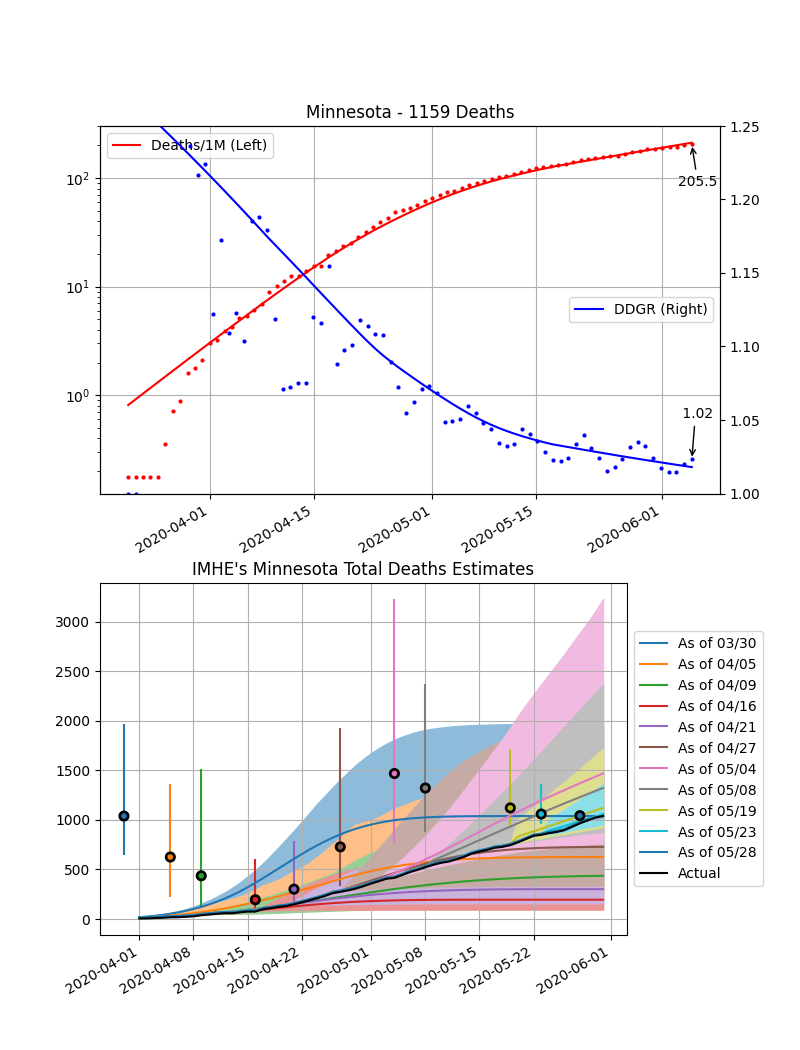 Minnesota - 1159 Deaths
Deaths/1M (Left)
DDGR (Right)
205.5
1.02
10²
10¹
10⁰
1.25
1.20
1.15
1.10
1.05
1.00
2020-04-01
2020-04-15
2020-05-01
2020-05-15
2020-06-01
IMHE's Minnesota Total Deaths Estimates
3000
2500
2000
1500
1000
500
0
2020-04-01
2020-04-08
2020-04-15
2020-04-22
2020-05-01
2020-05-08
2020-05-15
2020-05-22
2020-06-01
As of 03/30
As of 04/05
As of 04/09
As of 04/16
As of 04/21
As of 04/27
As of 05/04
As of 05/08
As of 05/19
As of 05/23
As of 05/28
Actual